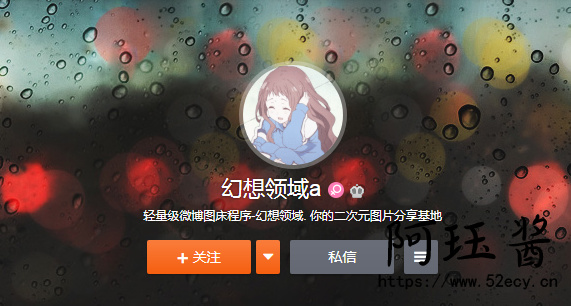 幻想领域a
轻量级微博图床程序-幻想领域. 你的二次元图片分享基地
+ 关注
私信
阿珏酱
https://www.52ecy.cn